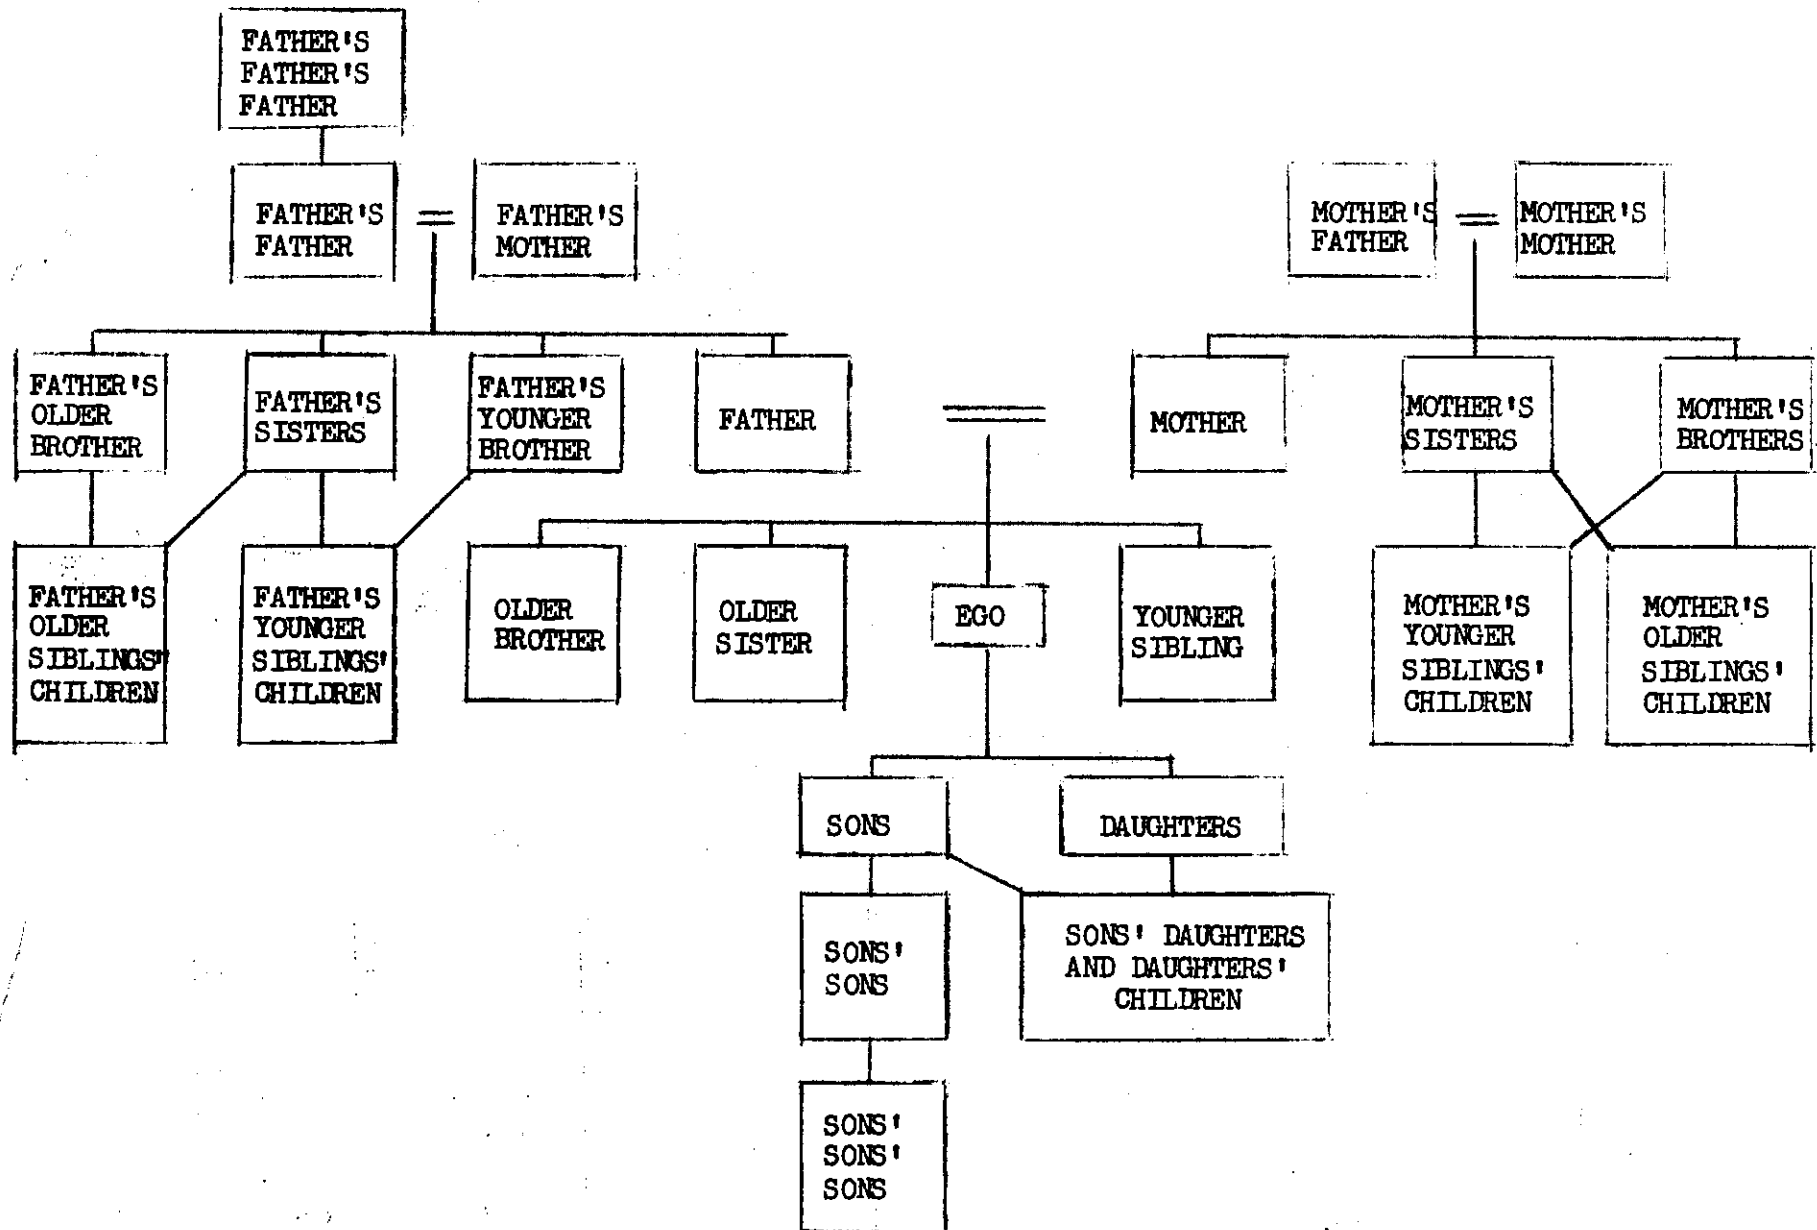 FATHER'S
FATHER'S
FATHER
FATHER'S
FATHER
FATHER'S
MOTHER
MOTHER'S
FATHER
MOTHER'S
MOTHER
FATHER'S
OLDER
BROTHER
FATHER'S
SISTERS
FATHER'S
YOUNGER
BROTHER
FATHER
MOTHER
MOTHER'S
SISTERS
MOTHER'S
BROTHERS
FATHER'S
OLDER
SIBLINGS'
CHILDREN
FATHER'S
YOUNGER
SIBLINGS'
CHILDREN
OLDER
BROTHER
OLDER
SISTER
EGO
YOUNGER
SIBLING
MOTHER'S
YOUNGER
SIBLINGS'
CHILDREN
MOTHER'S
OLDER
SIBLINGS'
CHILDREN
SONS
DAUGHTERS
SONS'
SONS
SONS' DAUGHTERS
AND DAUGHTERS'
CHILDREN
SONS'
SONS'
SONS